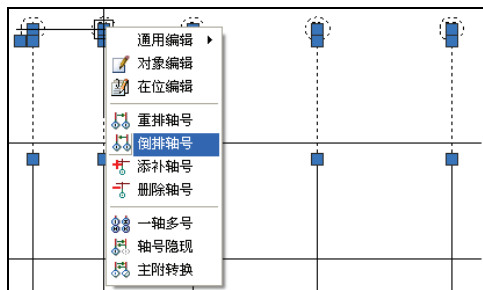 通用编辑
对象编辑
在位编辑
重排轴号
倒排轴号
添补轴号
删除轴号
一轴多号
轴号隐现
主附转换